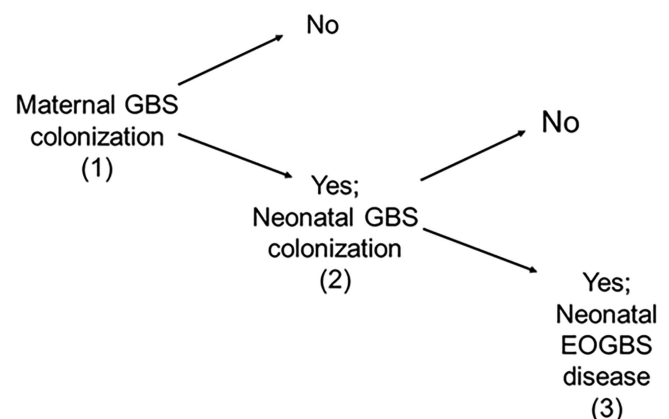 No
Maternal GBS
colonization
(1)
No
Yes;
Neonatal GBS
colonization
(2)
Yes;
Neonatal
EOGBS
disease
(3)